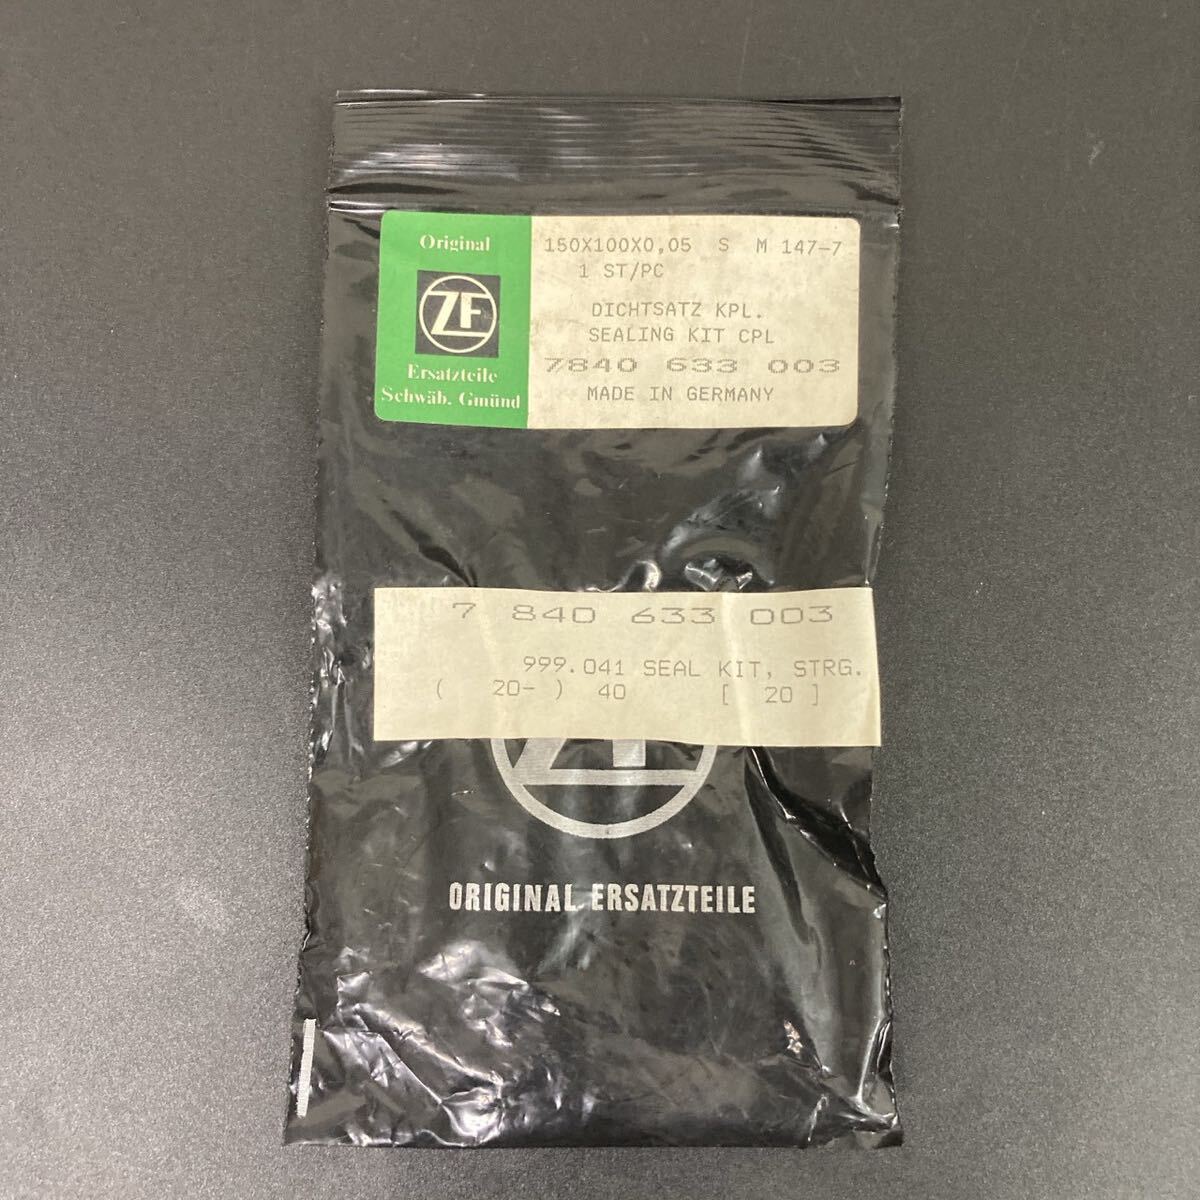 Original
ZF
Ersatzteile
Schwäb. Gmünd
150X100X0,05 S M 147-7
1 ST/PC
DICHTSATZ KPL.
SEALING KIT CPL
7840 633 003
MADE IN GERMANY
7 840 633 003
999.041 SEAL KIT, STRG.
( 20- ) 40 [ 20 ]
ZF
ORIGINAL ERSATZTEILE